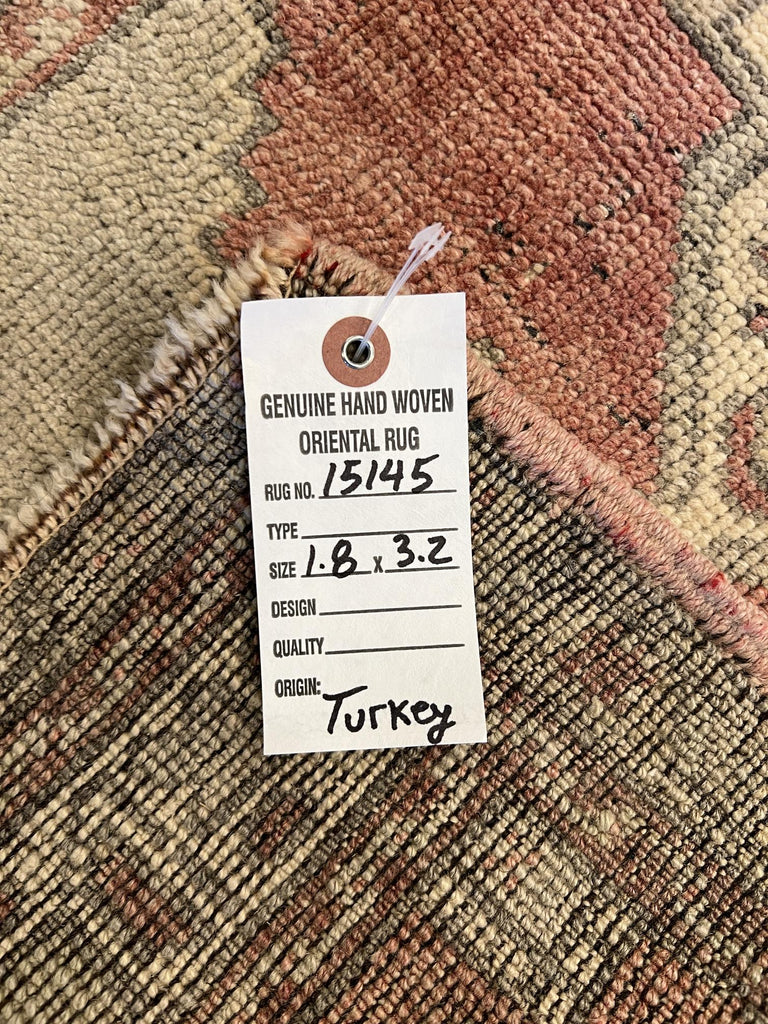 GENUINE HAND WOVEN
ORIENTAL RUG
RUG NO. 15145
TYPE
SIZE 1.8 X 3.2
DESIGN
QUALITY
ORIGIN:
Turkey